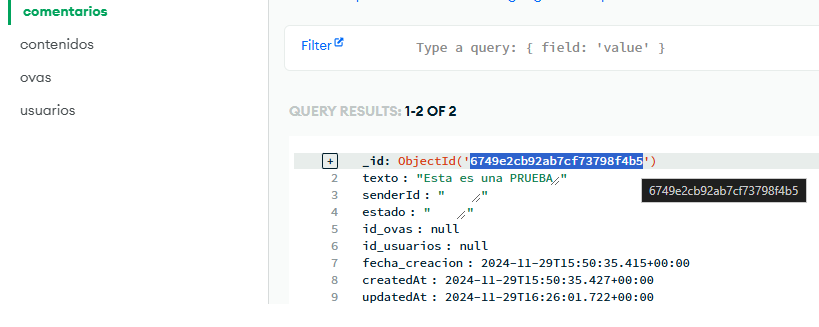 comentarios
contenidos
ovas
usuarios
Filter
Type a query: { field: 'value' }
QUERY RESULTS: 1-2 OF 2
+ _id: ObjectId('6749e2cb92ab7cf73798f4b5')
6749e2cb92ab7cf73798f4b5
2 texto : "Esta es una PRUEBA "
3 senderId : " "
4 estado : " "
5 id_ovas : null
6 id_usuarios : null
7 fecha_creacion : 2024-11-29T15:50:35.415+00:00
8 createdAt : 2024-11-29T15:50:35.427+00:00
9 updatedAt : 2024-11-29T16:26:01.722+00:00